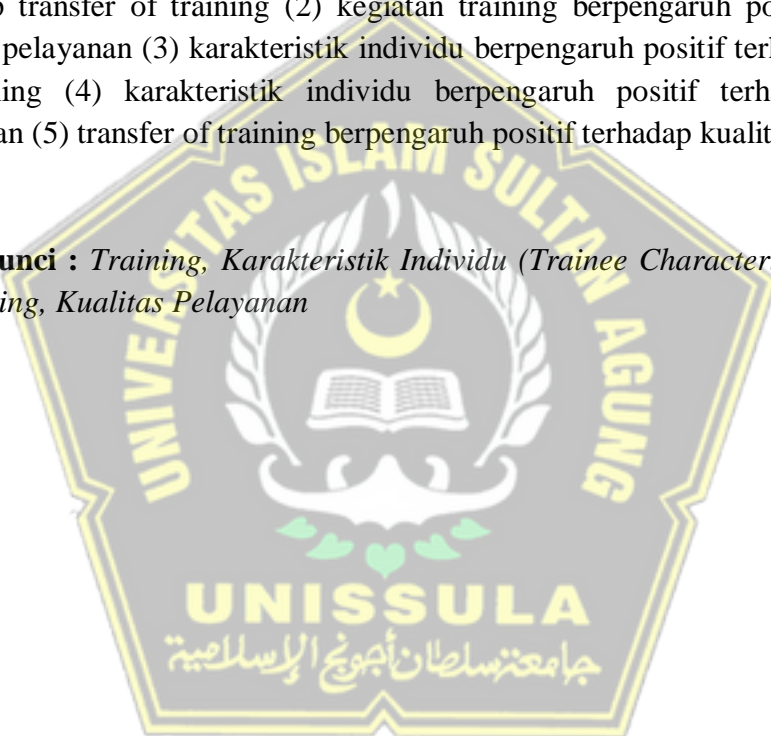 transfer of training (2) kegiatan training berpengaruh po
pelayanan (3) karakteristik individu berpengaruh positif ter
ing (4) karakteristik individu berpengaruh positif terh
an (5) transfer of training berpengaruh positif terhadap kualit
unci : Training, Karakteristik Individu (Trainee Character
ing, Kualitas Pelayanan
UNIVERSITAS ISLAM SULTAN AGUNG
UNISSULA
جامعة سلطان أجونج الإسلامية